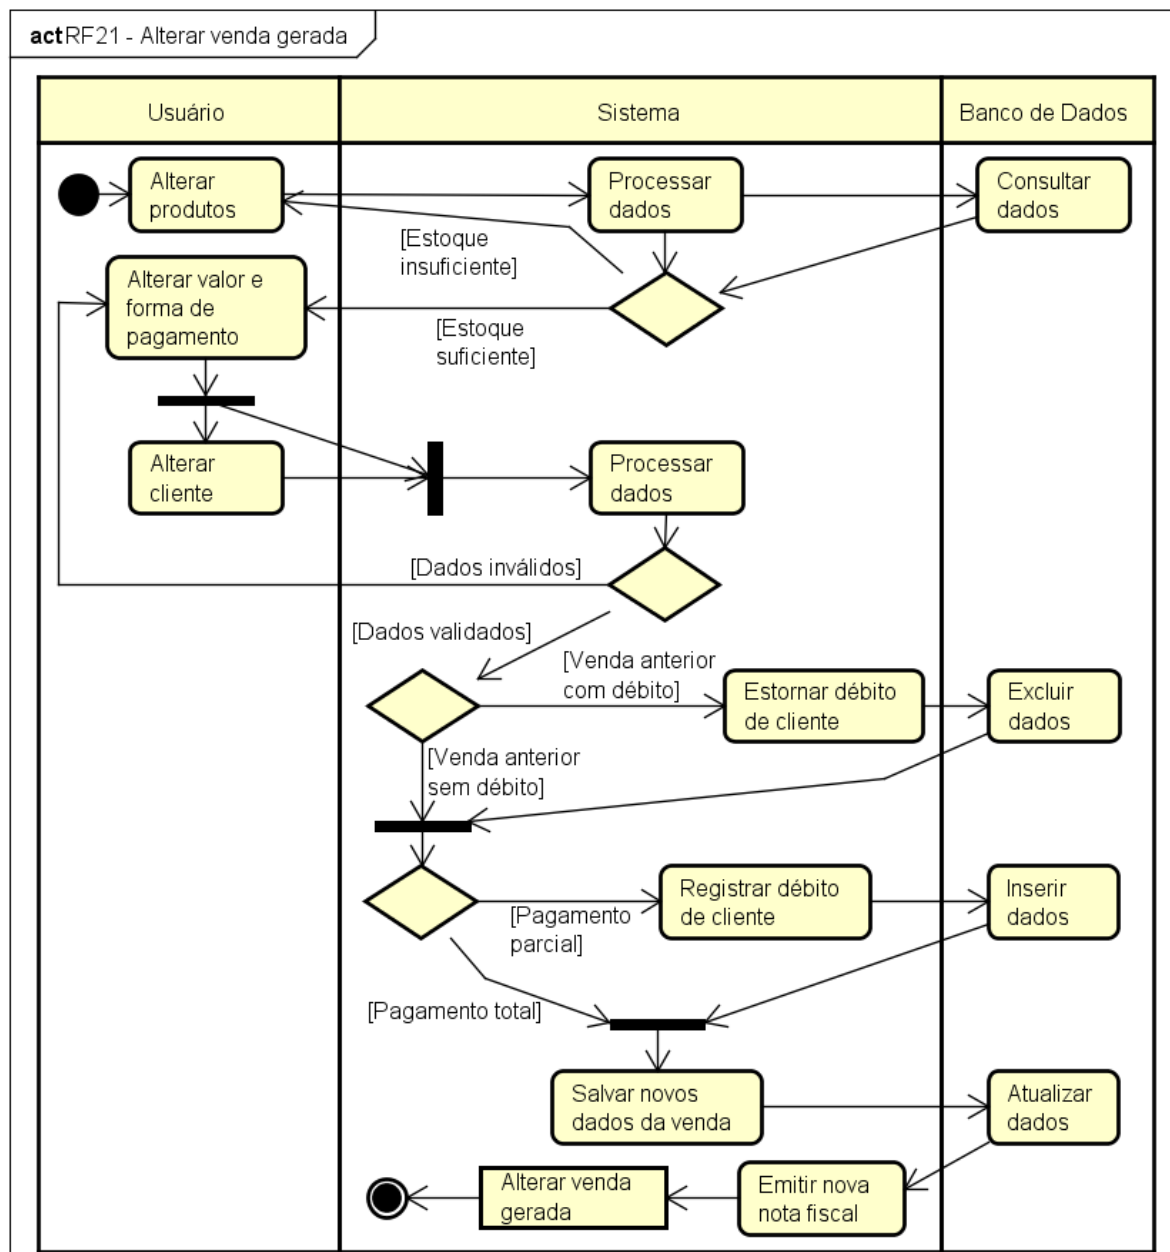 act RF21 - Alterar venda gerada
Usuário
Sistema
Banco de Dados
Alterar
produtos
Processar
dados
Consultar
dados
[Estoque
insuficiente]
Alterar valor e
forma de
pagamento
[Estoque
suficiente]
Alterar
cliente
Processar
dados
[Dados inválidos]
[Dados validados]
[Venda anterior
com débito]
Estornar débito
de cliente
Excluir
dados
[Venda anterior
sem débito]
Registrar débito
de cliente
Inserir
dados
[Pagamento
parcial]
[Pagamento total]
Salvar novos
dados da venda
Atualizar
dados
Alterar venda
gerada
Emitir nova
nota fiscal